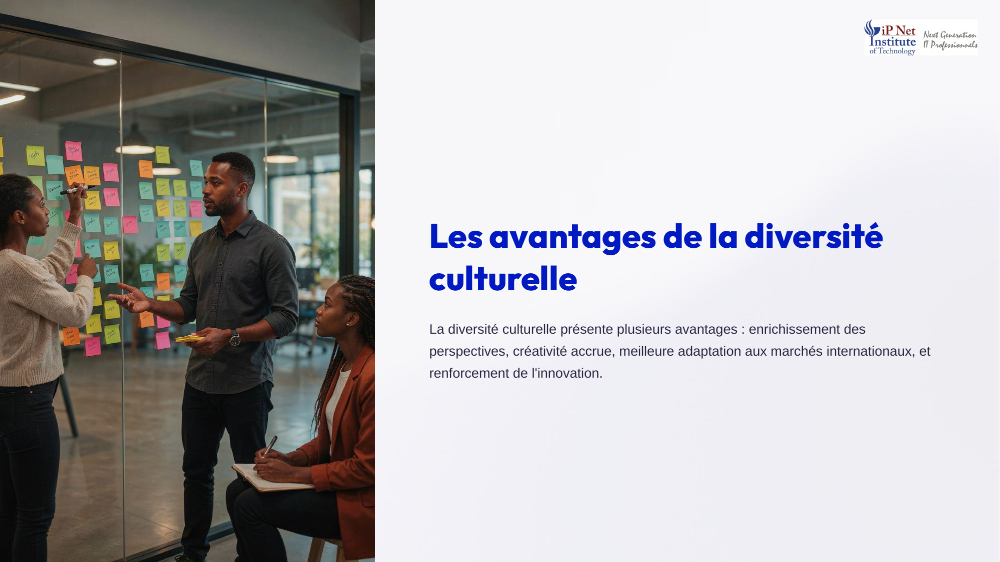 iP Net
Institute
of Technology
Next Generation
IT Professionnels
Les avantages de la diversité
culturelle
La diversité culturelle présente plusieurs avantages : enrichissement des
perspectives, créativité accrue, meilleure adaptation aux marchés internationaux, et
renforcement de l'innovation.